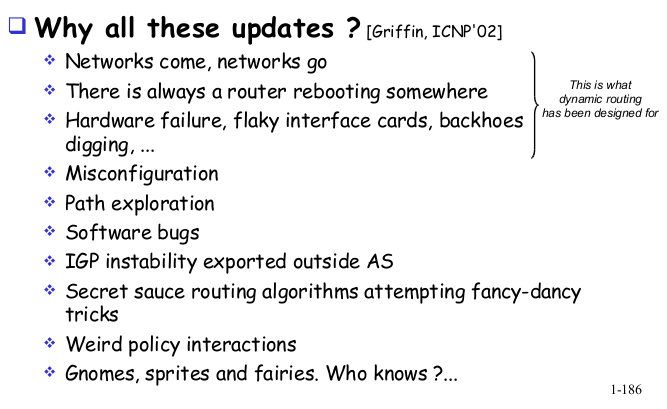 Why all these updates ? [Griffin, ICNP'02]
Networks come, networks go
There is always a router rebooting somewhere
Hardware failure, flaky interface cards, backhoes
digging, ...
This is what
dynamic routing
has been designed for
Misconfiguration
Path exploration
Software bugs
IGP instability exported outside AS
Secret sauce routing algorithms attempting fancy-dancy
tricks
Weird policy interactions
Gnomes, sprites and fairies. Who knows ?...
1-186